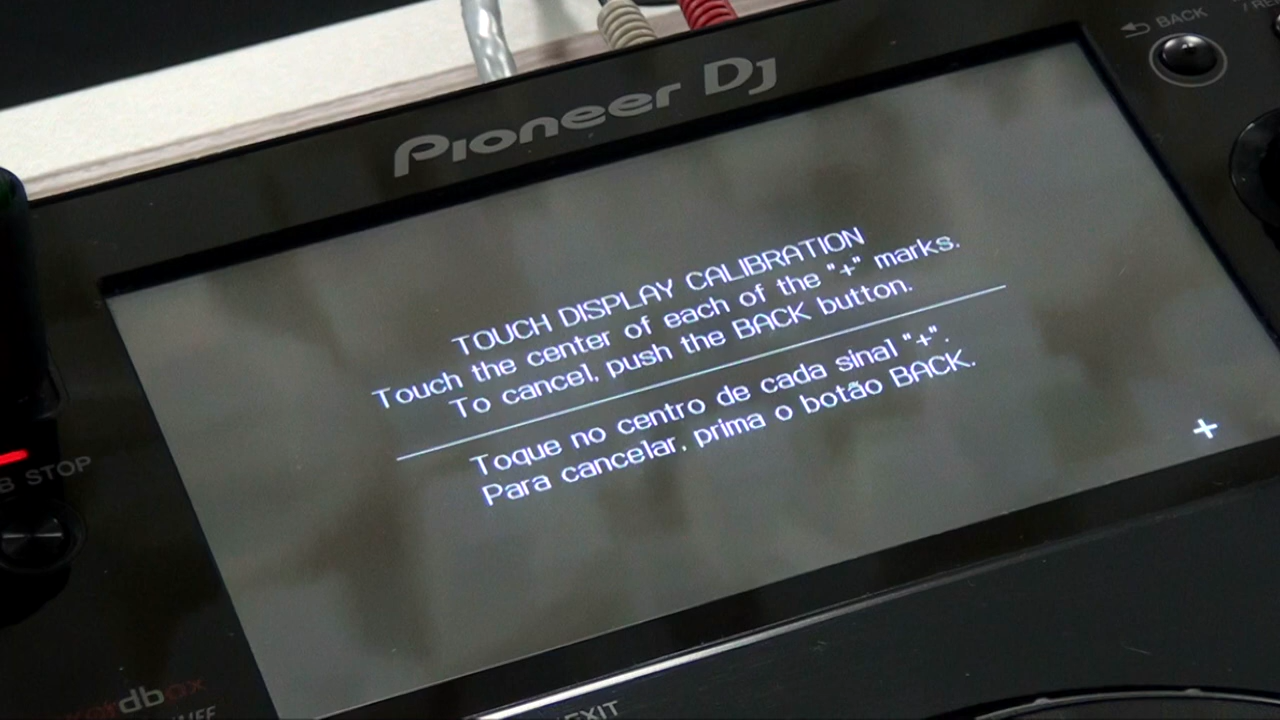 BACK
Pioneer DJ
TOUCH DISPLAY CALIBRATION
Touch the center of each of the "+" marks.
To cancel, push the BACK button.
Toque no centro de cada sinal "+".
Para cancelar, prima o botão BACK.
+
B STOP
EXIT